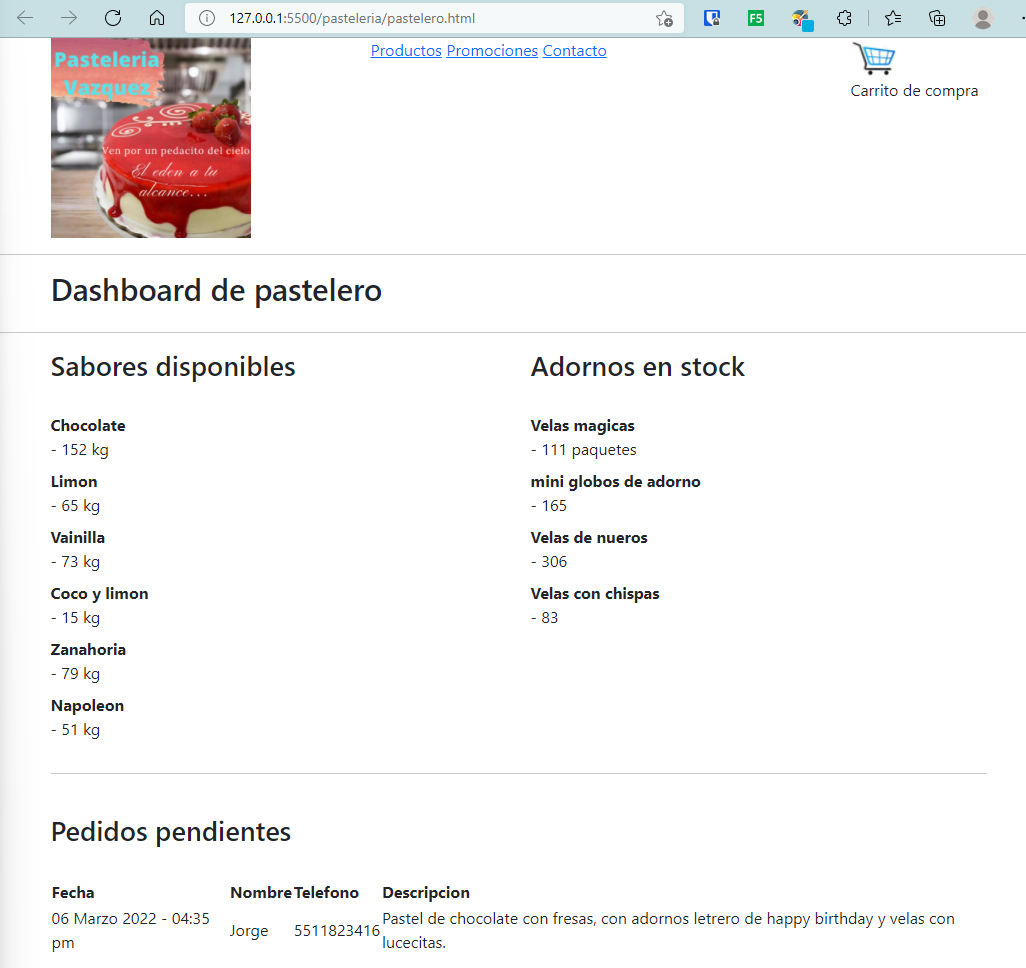 127.0.0.1:5500/pasteleria/pastelero.html
F5
Pasteleria
Vazquez
Ven por un pedacito del cielo
El eden a tu
alcance...
Productos Promociones Contacto
Carrito de compra
Dashboard de pastelero
Sabores disponibles
Chocolate
- 152 kg
Limon
- 65 kg
Vainilla
- 73 kg
Coco y limon
- 15 kg
Zanahoria
- 79 kg
Napoleon
- 51 kg
Adornos en stock
Velas magicas
- 111 paquetes
mini globos de adorno
- 165
Velas de nueros
- 306
Velas con chispas
- 83
Pedidos pendientes
Fecha Nombre Telefono Descripcion
06 Marzo 2022 - 04:35
pm
Jorge
5511823416
Pastel de chocolate con fresas, con adornos letrero de happy birthday y velas con
lucecitas.